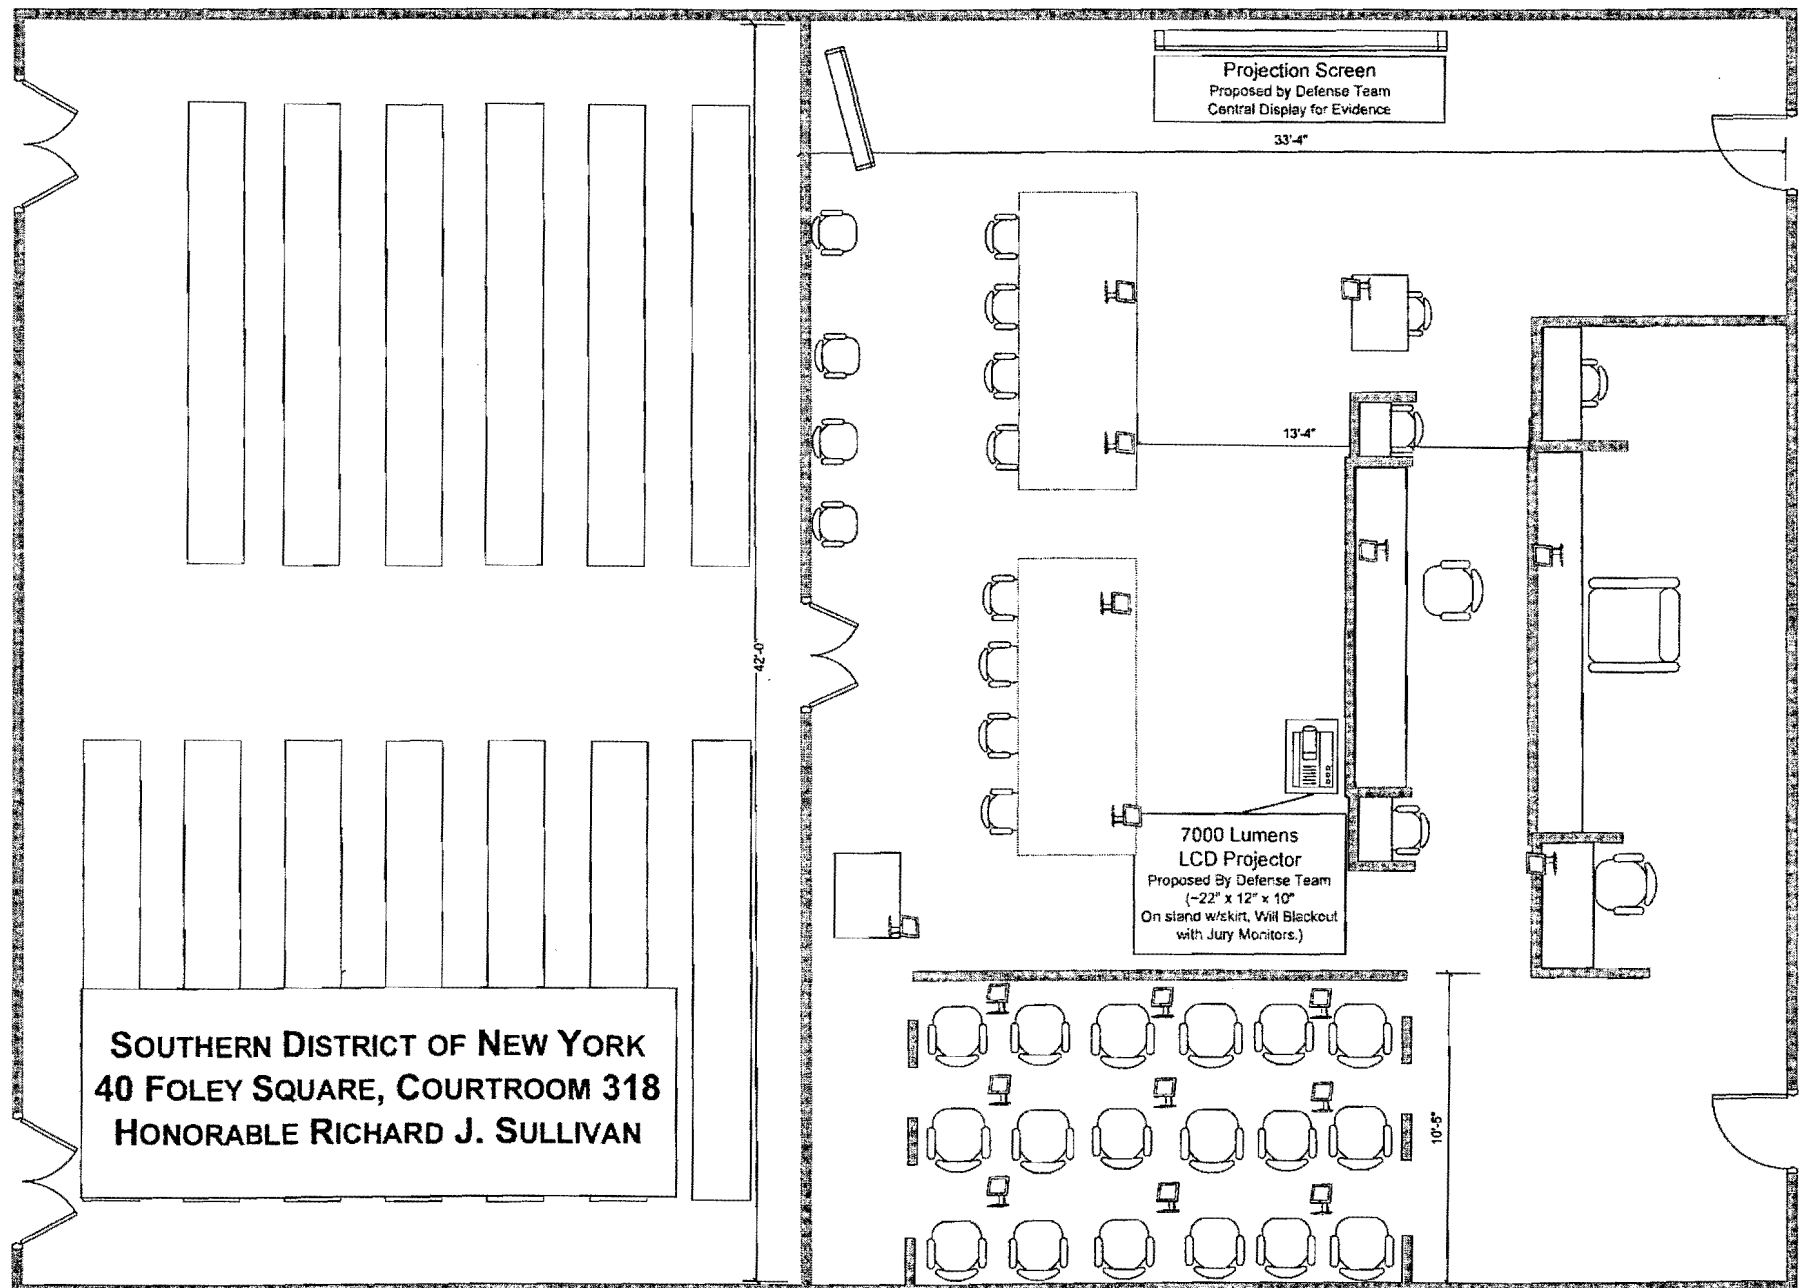 Projection Screen
Proposed by Defense Team
Central Display for Evidence
33'-4"
13'-4"
42'-0"
7000 Lumens
LCD Projector
Proposed By Defense Team
(~22" x 12" x 10"
On stand w/skirt, Will Blackout
with Jury Monitors.)
SOUTHERN DISTRICT OF NEW YORK
40 FOLEY SQUARE, COURTROOM 318
HONORABLE RICHARD J. SULLIVAN
10'-5"